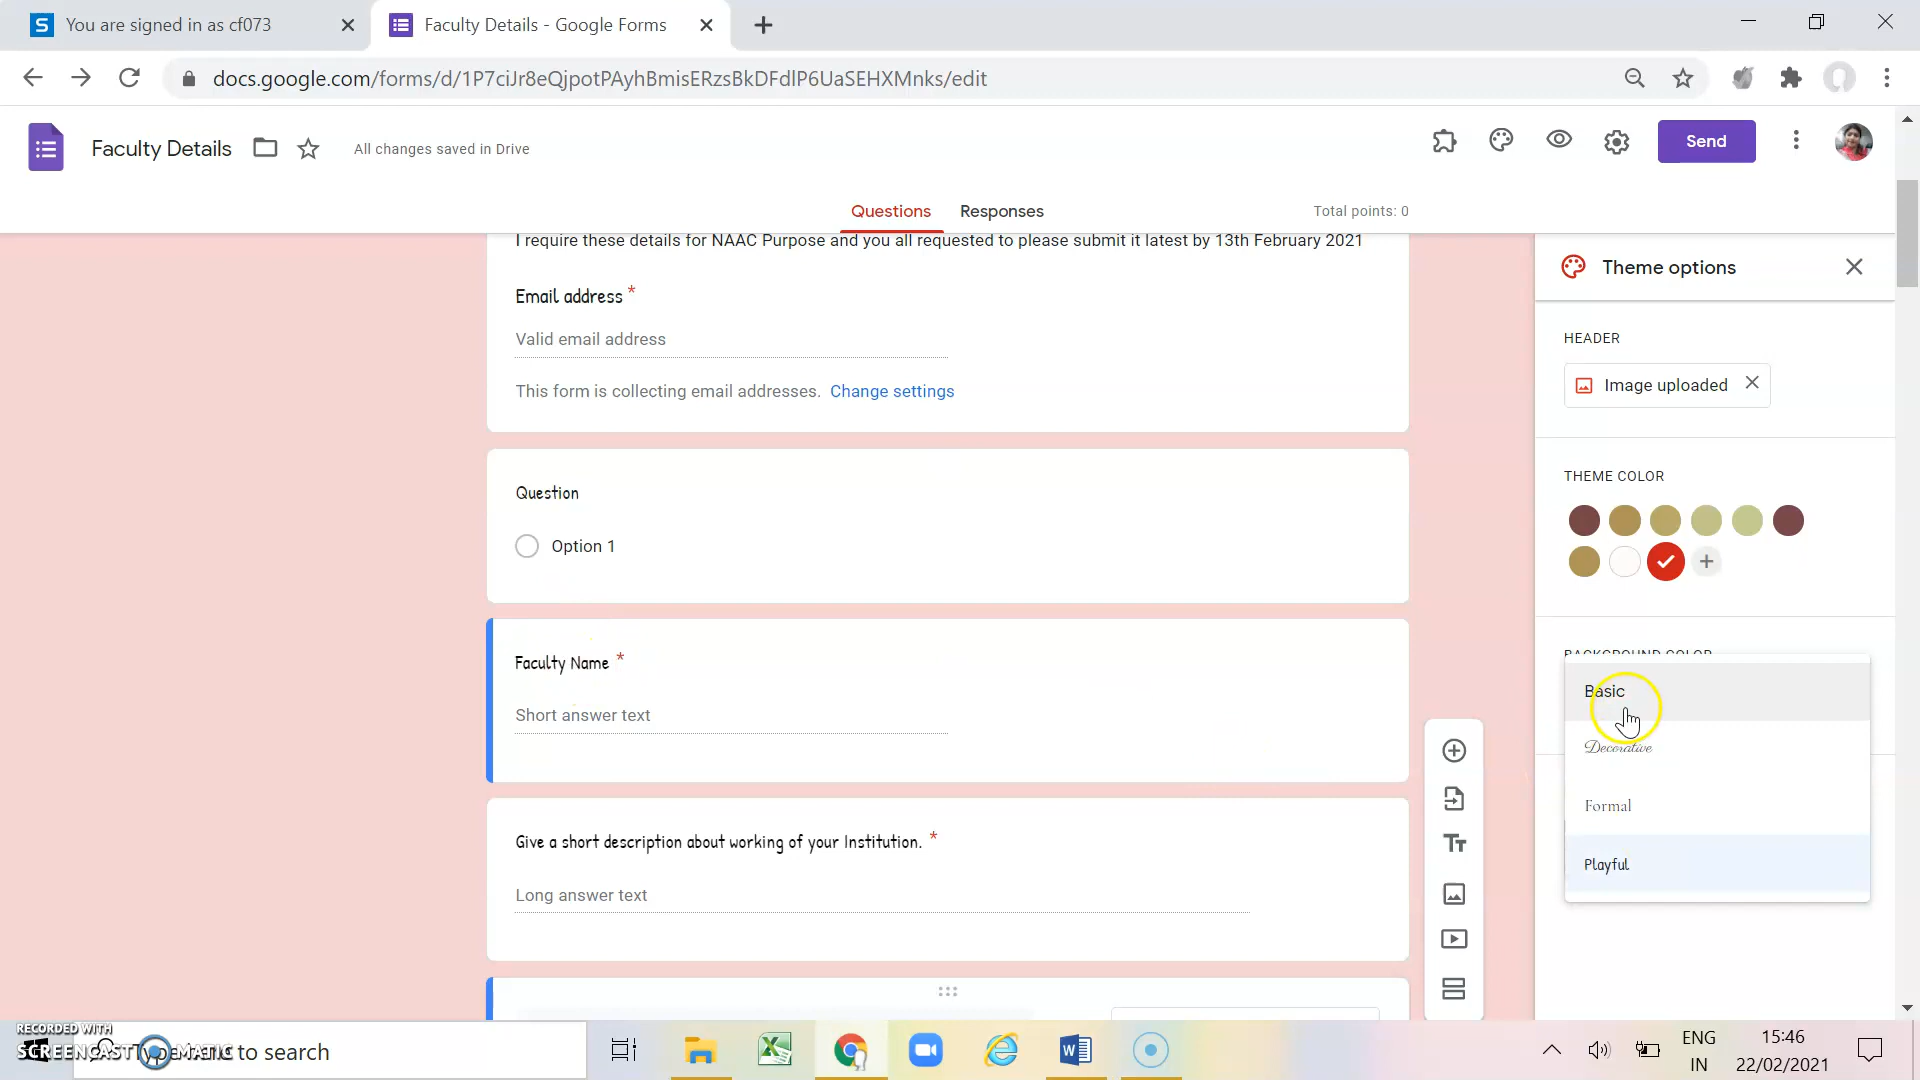 You are signed in as cf073
Faculty Details - Google Forms
docs.google.com/forms/d/1P7ciJr8eQjpotPAyhBmisERzsBkDFdlP6UaSEHXMnks/edit
Faculty Details
All changes saved in Drive
Send
Questions
Responses
Total points: 0
I require these details for NAAC Purpose and you all requested to please submit it latest by 13th February 2021
Email address *
Valid email address
This form is collecting email addresses. Change settings
Question
Option 1
Faculty Name *
Short answer text
Give a short description about working of your Institution. *
Long answer text
Theme options
HEADER
Image uploaded
THEME COLOR
BACKGROUND COLOR
Basic
Decorative
Formal
Playful
Tt
RECORDED WITH
SCREENCAST MATIC
Type here to search
ENG
IN
15:46
22/02/2021